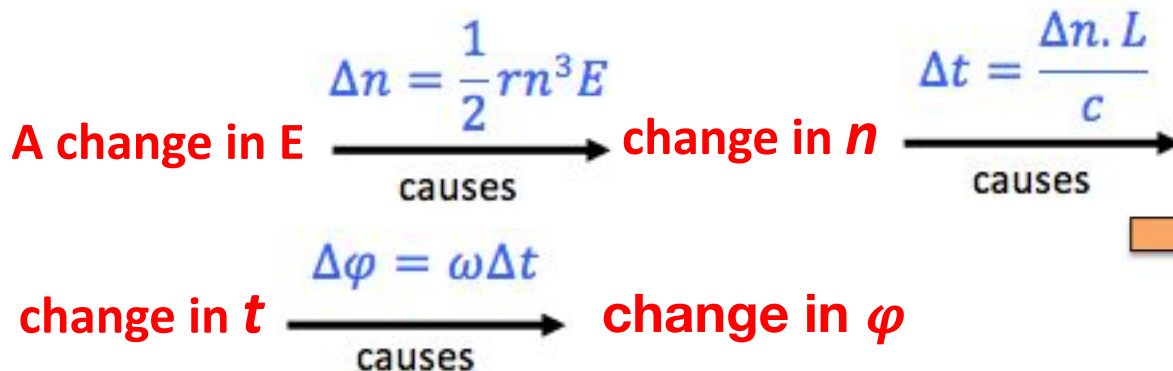 A change in E Δn = 1/2 rn³E causes change in n Δt = Δn. L / c causes
change in t Δφ = ωΔt causes change in φ